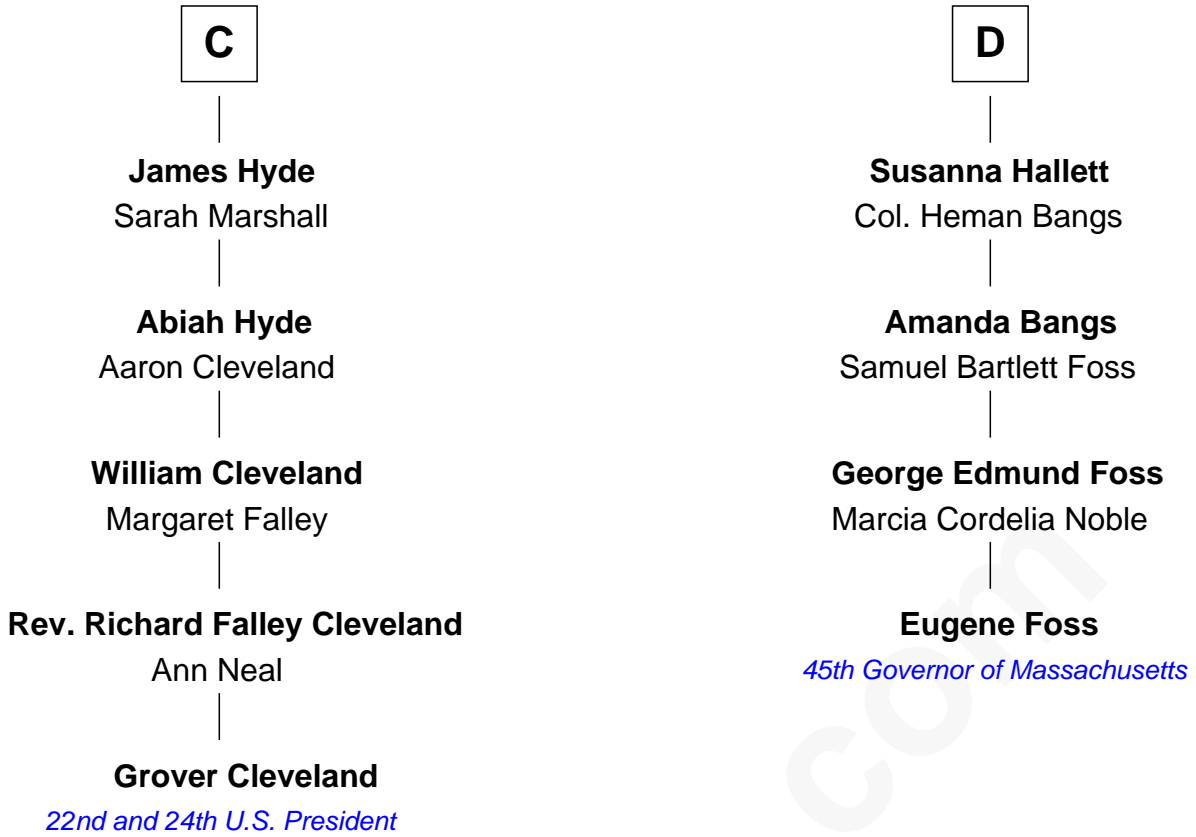 C
James Hyde
Sarah Marshall
Abiah Hyde
Aaron Cleveland
William Cleveland
Margaret Falley
Rev. Richard Falley Cleveland
Ann Neal
Grover Cleveland
22nd and 24th U.S. President
D
Susanna Hallett
Col. Heman Bangs
Amanda Bangs
Samuel Bartlett Foss
George Edmund Foss
Marcia Cordelia Noble
Eugene Foss
45th Governor of Massachusetts
com